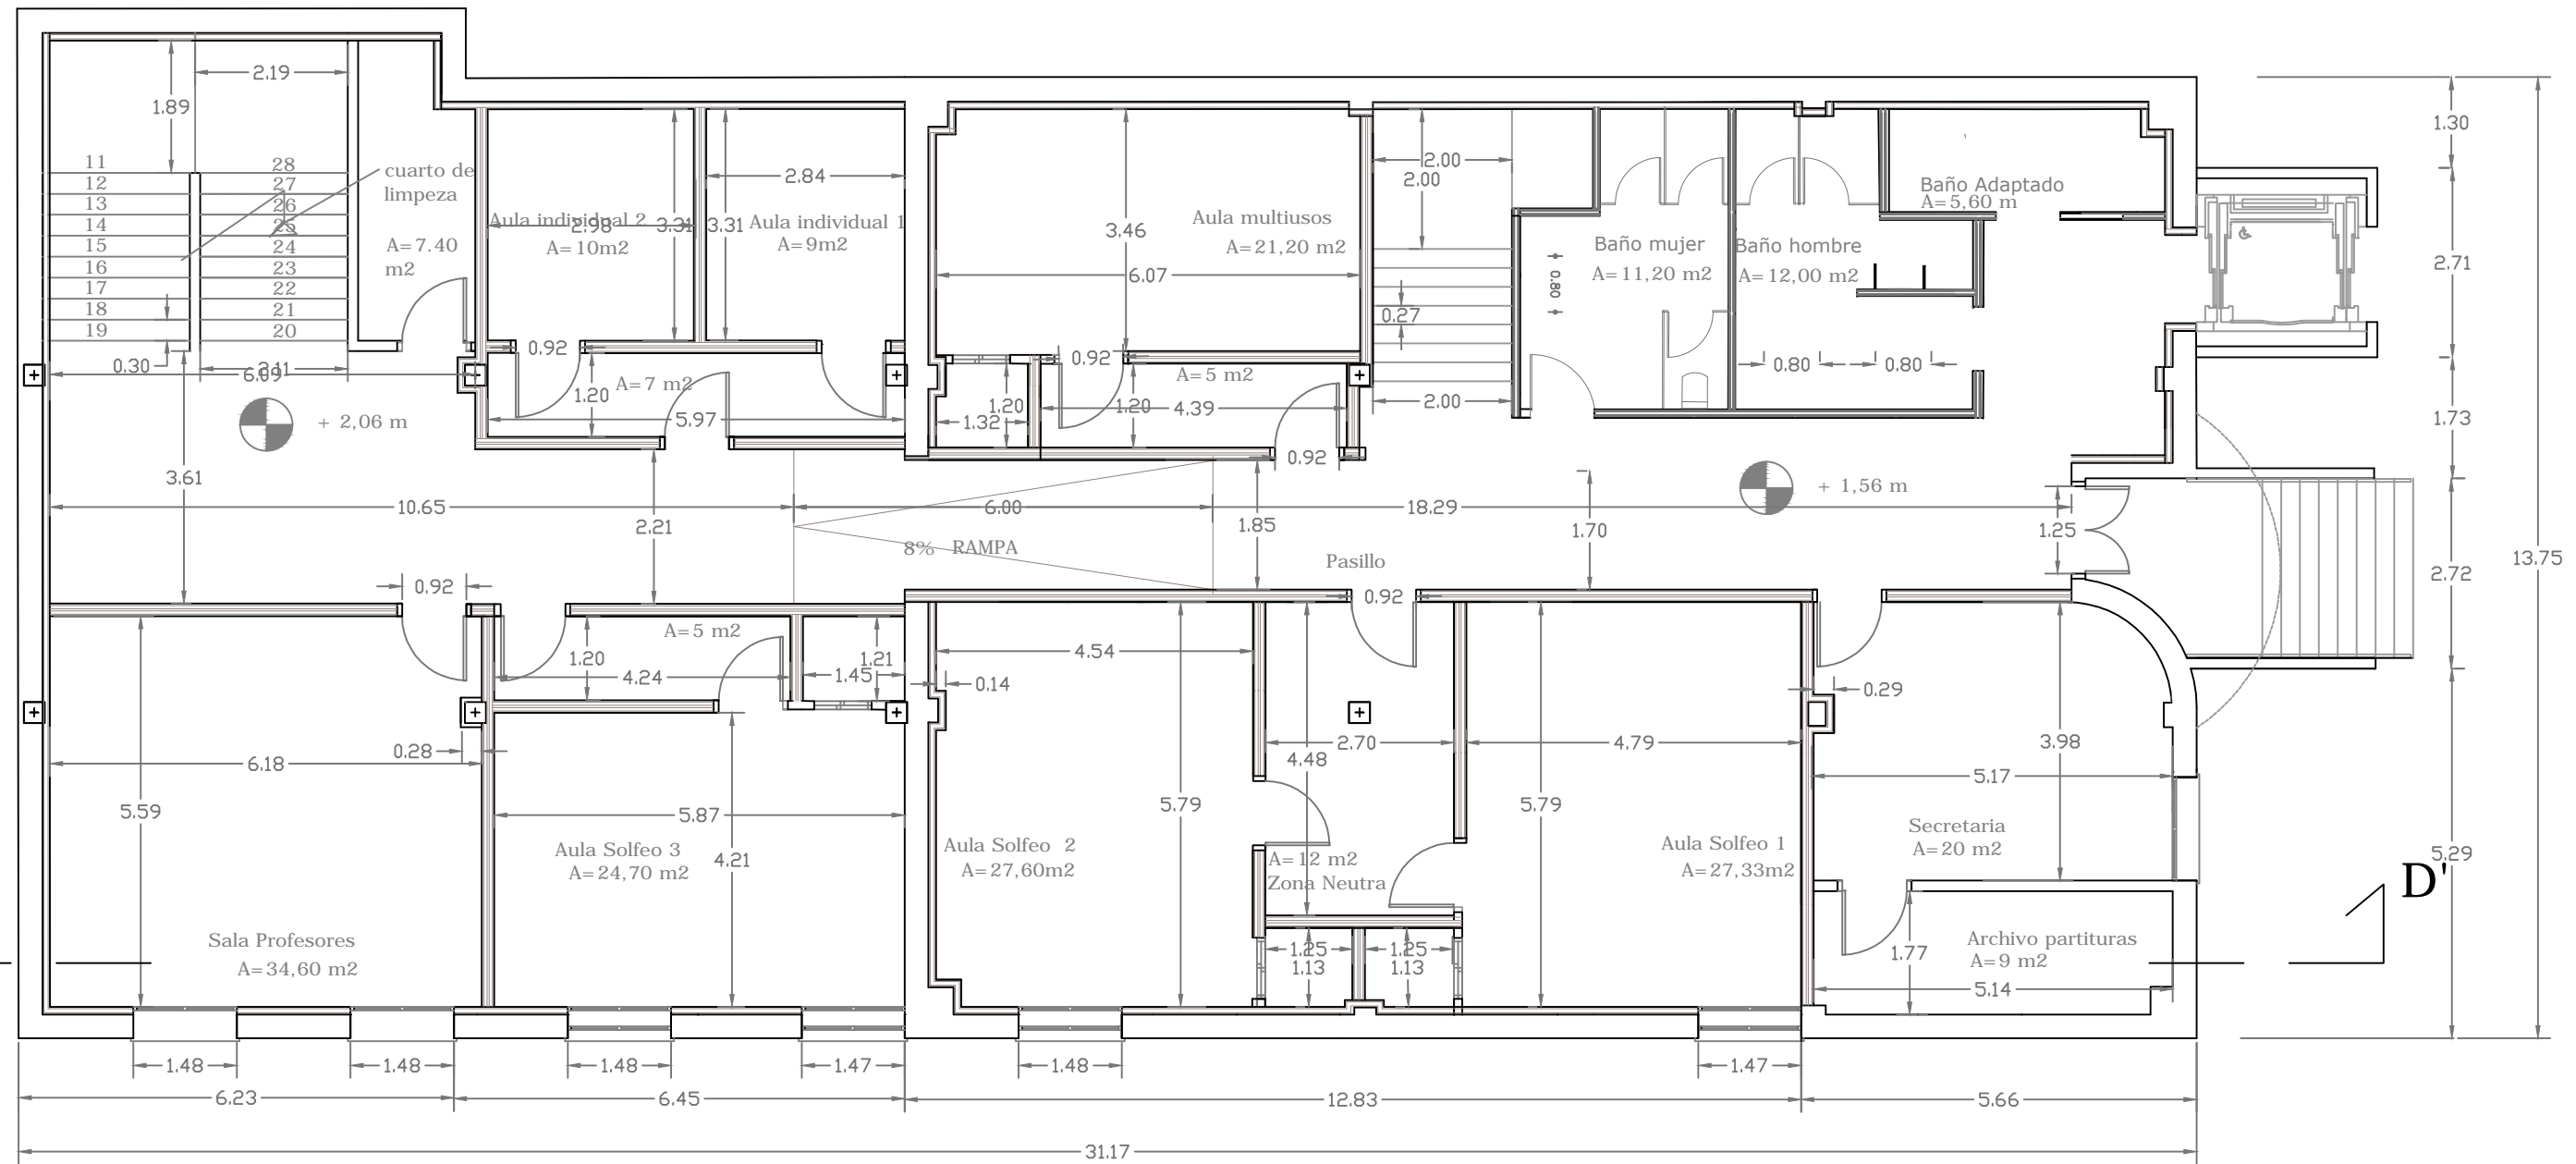 2.19
1.89
11
12
13
14
15
16
17
18
19
28
27
26
25
24
23
22
21
20
cuarto de
limpeza
A=7.40
m2
0.30
2.11
6.09
+ 2,06 m
3.61
Aula individual 2
2.98
3.31
A=10m2
2.84
3.31
Aula individual 1
A=9m2
0.92
A=7 m2
1.20
5.97
3.46
Aula multiusos
A=21,20 m2
6.07
0.92
A=5 m2
1.20
1.32
1.20
4.39
0.92
2.00
2.00
0.27
2.00
0.80
Baño mujer
A=11,20 m2
Baño hombre
A=12,00 m2
0.80
0.80
Baño Adaptado
A=5,60 m
1.30
2.71
1.73
2.72
5.29
13.75
10.65
6.00
18.29
2.21
8% RAMPA
1.85
Pasillo
1.70
+ 1,56 m
1.25
0.92
A=5 m2
1.20
4.24
1.21
1.45
0.28
6.18
5.59
Sala Profesores
A=34,60 m2
5.87
Aula Solfeo 3
A=24,70 m2
4.21
4.54
0.14
5.79
Aula Solfeo 2
A=27,60m2
0.92
2.70
4.48
A=12 m2
Zona Neutra
1.25
1.13
1.25
1.13
4.79
5.79
Aula Solfeo 1
A=27,33m2
0.29
3.98
5.17
Secretaria
A=20 m2
1.77
Archivo partituras
A=9 m2
5.14
D'
1.48
1.48
1.48
1.47
1.48
1.47
6.23
6.45
12.83
5.66
31.17